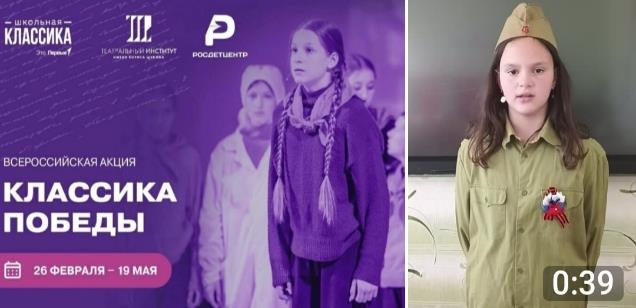 ШКОЛЬНАЯ
КЛАССИКА
Это Первые
ТЕАТРАЛЬНЫЙ ИНСТИТУТ
ИМЕНИ БОРИСА ЩУКИНА
РОСДЕТЦЕНТР
ВСЕРОССИЙСКАЯ АКЦИЯ
КЛАССИКА
ПОБЕДЫ
26 ФЕВРАЛЯ – 19 МАЯ
0:39